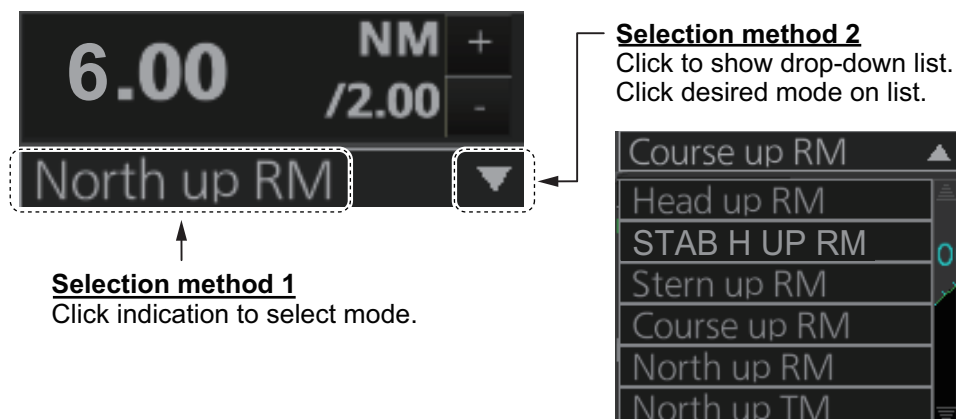 6.00
NM
/2.00
+
-
North up RM
Selection method 1
Click indication to select mode.
Selection method 2
Click to show drop-down list.
Click desired mode on list.
Course up RM
Head up RM
STAB H UP RM
Stern up RM
Course up RM
North up RM
North up TM